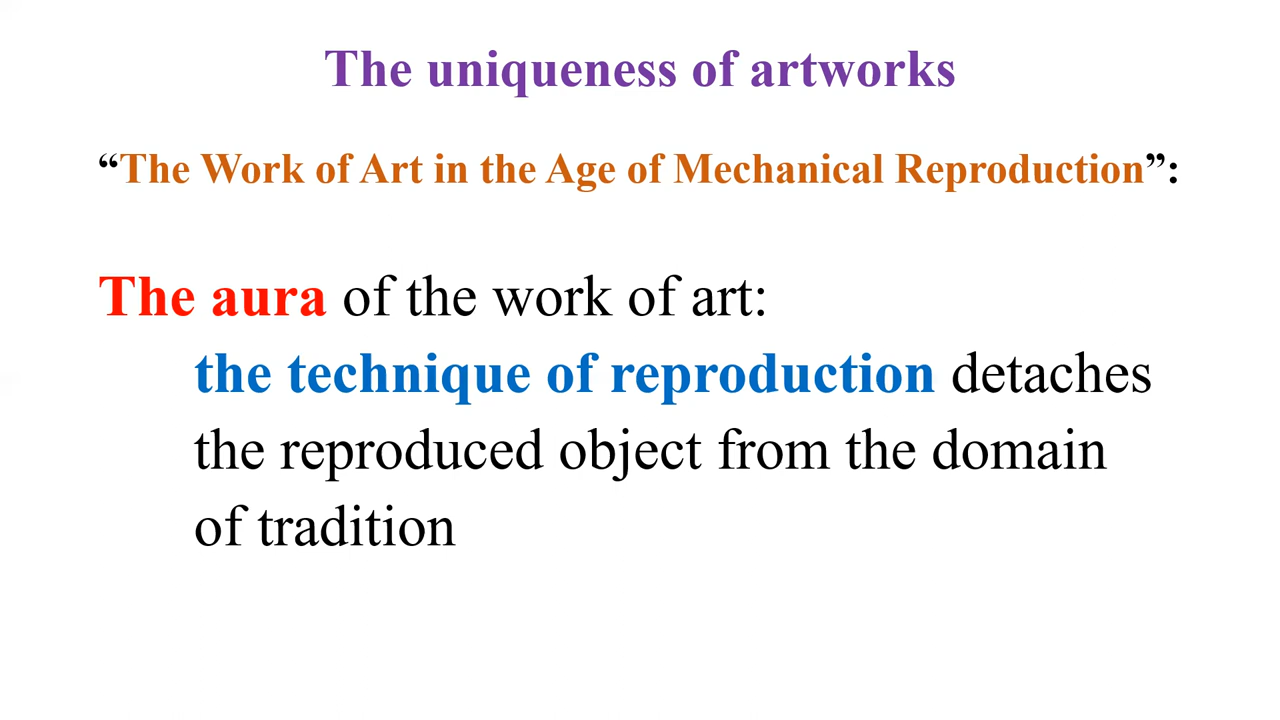 The uniqueness of artworks
“The Work of Art in the Age of Mechanical Reproduction”:
The aura of the work of art:
the technique of reproduction detaches
the reproduced object from the domain
of tradition